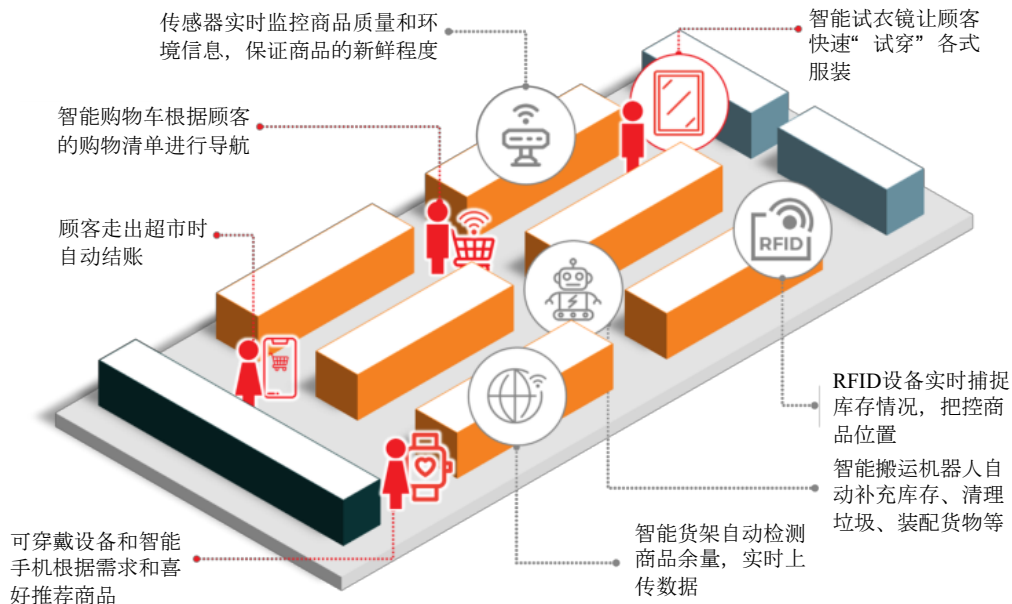 传感器实时监控商品质量和环
境信息，保证商品的新鲜程度
智能试衣镜让顾客
快速“试穿”各式
服装
智能购物车根据顾客
的购物清单进行导航
顾客走出超市时
自动结账
RFID
RFID设备实时捕捉
库存情况，把控商
品位置
智能搬运机器人自
动补充库存、清理
垃圾、装配货物等
智能货架自动检测
商品余量，实时上
传数据
可穿戴设备和智能
手机根据需求和喜
好推荐商品